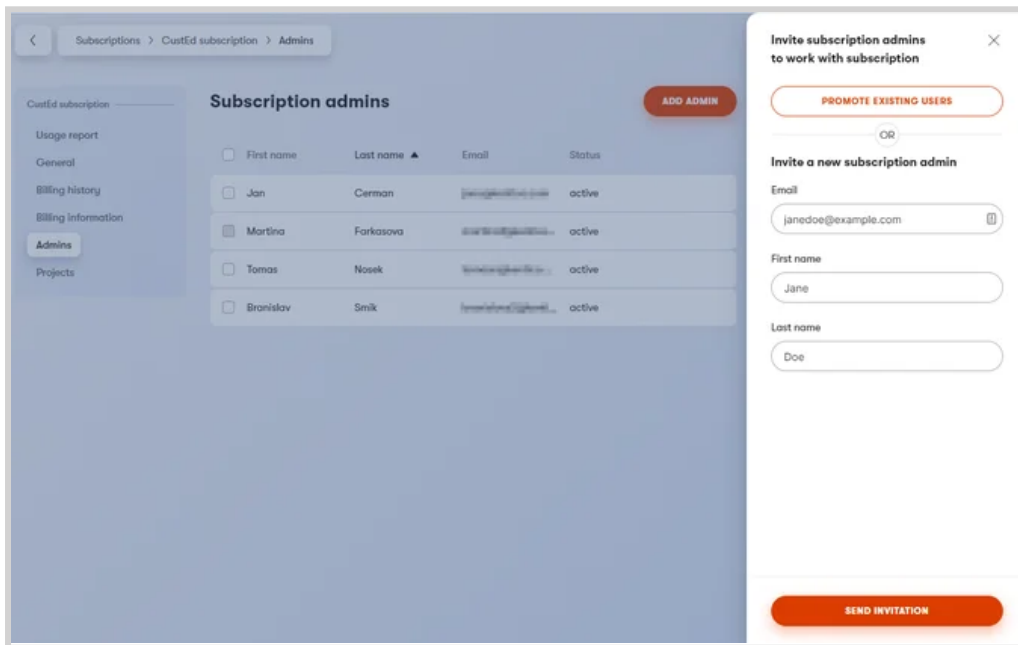 Subscriptions > CustEd subscription > Admins
CustEd subscription
Usage report
General
Billing history
Billing information
Admins
Projects
Subscription admins
ADD ADMIN
First name Last name ▲ Email Status
Jan Cerman active
Martina Farkasova active
Tomas Nosek active
Branislav Smik active
Invite subscription admins
to work with subscription
PROMOTE EXISTING USERS
OR
Invite a new subscription admin
Email
janedoe@example.com
First name
Jane
Last name
Doe
SEND INVITATION